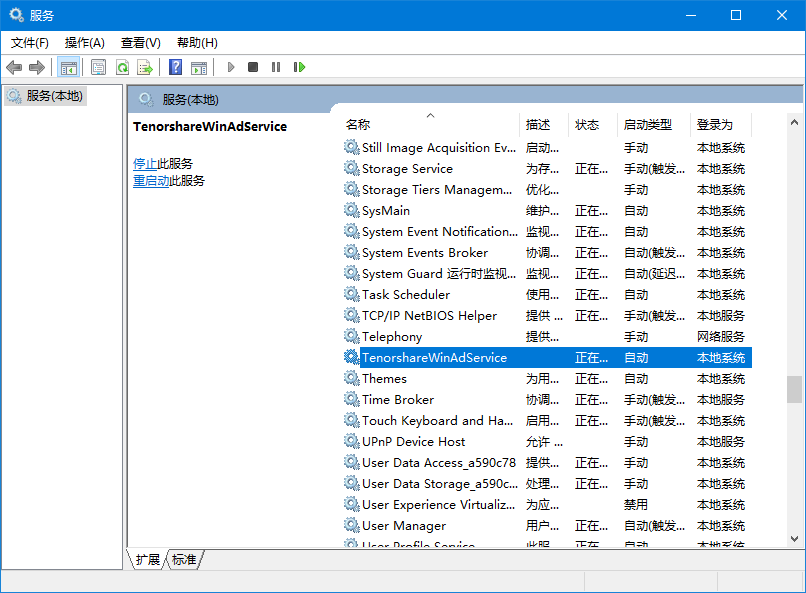 服务
文件(F) 操作(A) 查看(V) 帮助(H)
服务(本地)
服务(本地)
TenorshareWinAdService
停止此服务
重启动此服务
名称 描述 状态 启动类型 登录为
Still Image Acquisition Ev... 启动... 手动 本地系统
Storage Service 为存... 正在... 手动(触发... 本地系统
Storage Tiers Managem... 优化... 手动 本地系统
SysMain 维护... 正在... 自动 本地系统
System Event Notification... 监视... 正在... 自动 本地系统
System Events Broker 协调... 正在... 自动(触发... 本地系统
System Guard 运行时监视... 监视... 正在... 自动(延迟... 本地系统
Task Scheduler 使用... 正在... 自动 本地系统
TCP/IP NetBIOS Helper 提供 ... 正在... 手动(触发... 本地服务
Telephony 提供... 手动 网络服务
TenorshareWinAdService 正在... 自动 本地系统
Themes 为用... 正在... 自动 本地系统
Time Broker 协调... 正在... 手动(触发... 本地服务
Touch Keyboard and Ha... 启用... 正在... 手动(触发... 本地系统
UPnP Device Host 允许 ... 手动 本地服务
User Data Access_a590c78 提供... 正在... 手动 本地系统
User Data Storage_a590c... 处理... 正在... 手动 本地系统
User Experience Virtualiz... 为应... 禁用 本地系统
User Manager 用户... 正在... 自动(触发... 本地系统
User Profile Service 此服... 正在... 自动 本地系统
扩展 标准